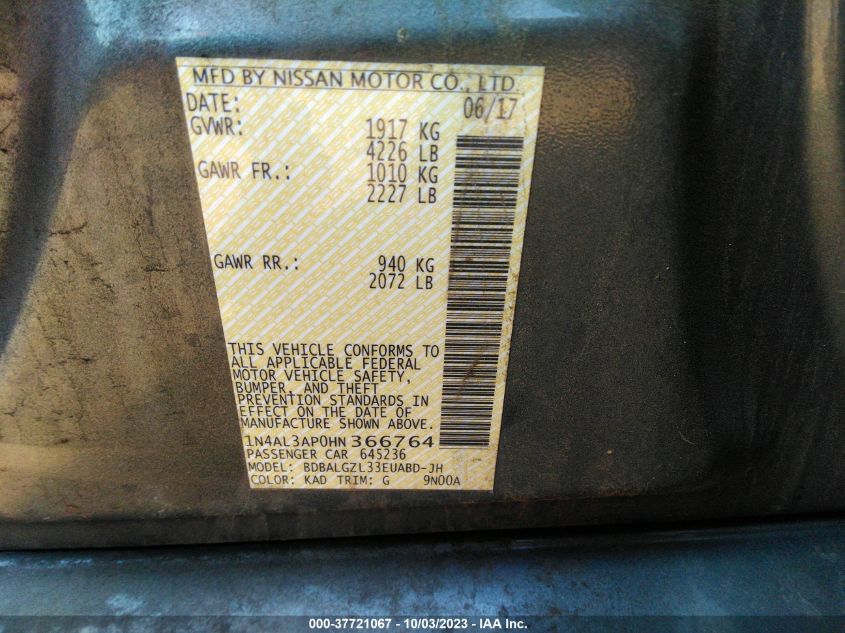 MFD BY NISSAN MOTOR CO., LTD.
DATE: 06/17
GVWR: 1917 KG
4226 LB
GAWR FR.: 1010 KG
2227 LB
GAWR RR.: 940 KG
2072 LB
THIS VEHICLE CONFORMS TO
ALL APPLICABLE FEDERAL
MOTOR VEHICLE SAFETY,
BUMPER, AND THEFT
PREVENTION STANDARDS IN
EFFECT ON THE DATE OF
MANUFACTURE SHOWN ABOVE.
1N4AL3AP0HN366764
PASSENGER CAR 645236
MODEL: BDBALGZL33EUABD-JH
COLOR: KAD TRIM: G 9N00A
000-37721067 - 10/03/2023 - IAA Inc.